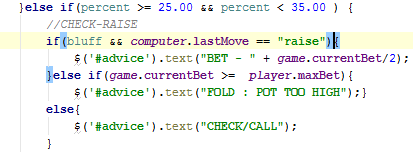 }else if(percent >= 25.00 && percent < 35.00 ) {
//CHECK-RAISE
if(bluff && computer.lastMove == "raise"){
$('#advice').text("BET - " + game.currentBet/2);
}else if(game.currentBet >= player.maxBet){
$('#advice').text("FOLD : POT TOO HIGH");}
else{
$('#advice').text("CHECK/CALL");
}